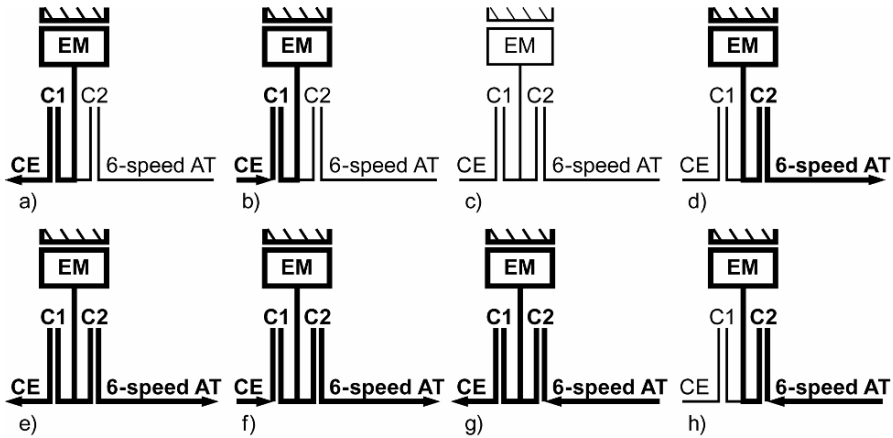 EM EM EM EM
C1 C2 C1 C2 C1 C2 C1 C2
CE 6-speed AT CE 6-speed AT CE 6-speed AT CE 6-speed AT
a) b) c) d)
EM EM EM EM
C1 C2 C1 C2 C1 C2 C1 C2
CE 6-speed AT CE 6-speed AT CE 6-speed AT CE 6-speed AT
e) f) g) h)